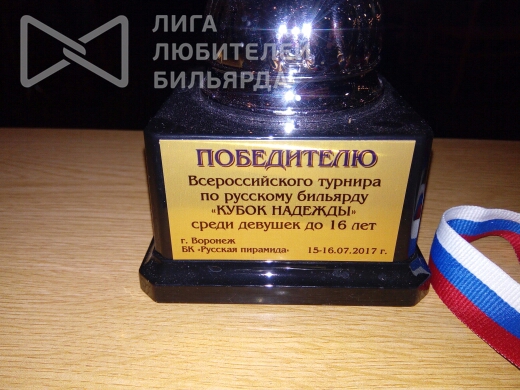 ЛИГА
ЛЮБИТЕЛЕЙ
БИЛЬЯРДА
ПОБЕДИТЕЛЮ
Всероссийского турнира
по русскому бильярду
«КУБОК НАДЕЖДЫ»
среди девушек до 16 лет
г. Воронеж
БК «Русская пирамида» 15-16.07.2017 г.